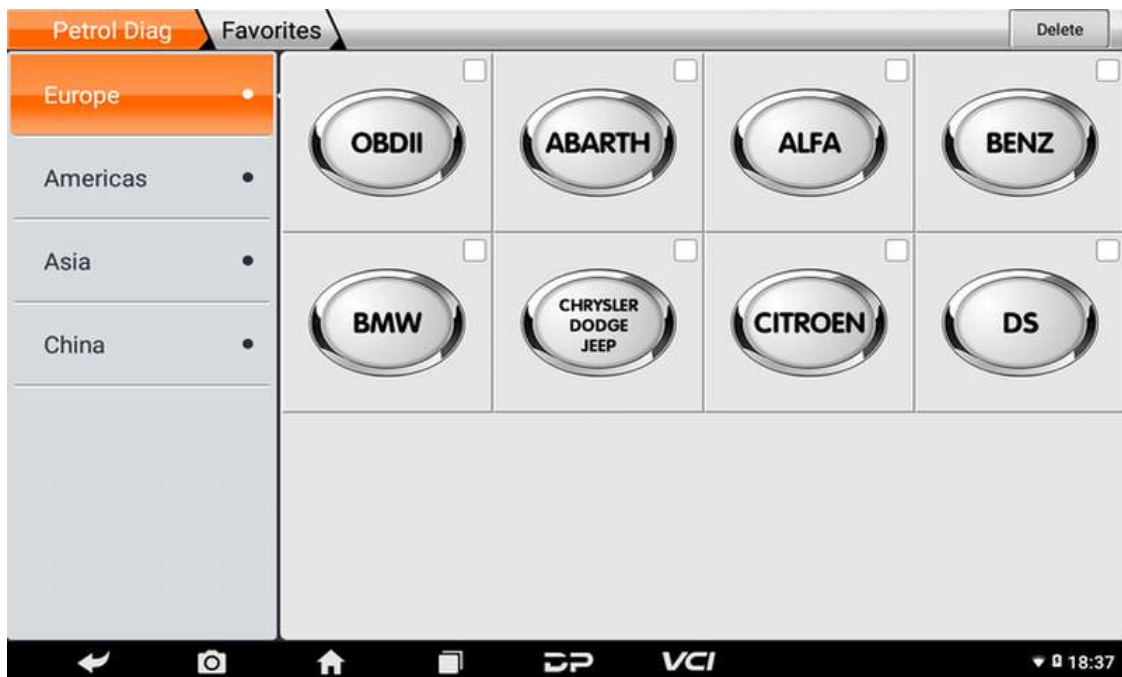 Petrol Diag
Favorites
Delete
Europe
Americas
Asia
China
OBDII
ABARTH
ALFA
BENZ
BMW
CHRYSLER
DODGE
JEEP
CITROEN
DS
DP
VCI
18:37